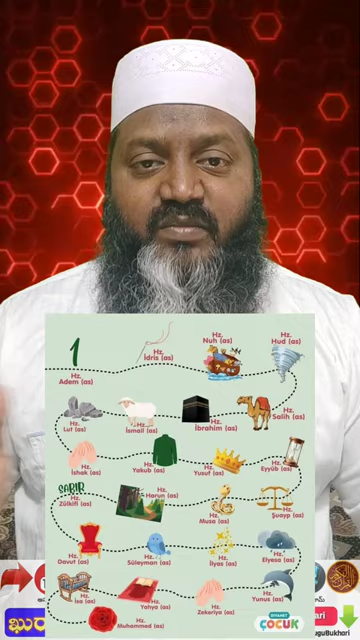 1
Hz.
Adem (as)
Hz.
İdris (as)
Hz.
Nuh (as)
Hz.
Hud (as)
Hz.
Lut (as)
Hz.
İsmail (as)
Hz.
İbrahim (as)
Hz.
Salih (as)
Hz.
İshak (as)
Hz.
Yakub (as)
Hz.
Yusuf (as)
Hz.
Eyyüb (as)
SABIR
Hz.
Zülkifl (as)
Hz.
Harun (as)
Hz.
Musa (as)
Hz.
Şuayp (as)
Hz.
Davut (as)
Hz.
Süleyman (as)
Hz.
İlyas (as)
Hz.
Elyesa (as)
Hz.
İsa (as)
Hz.
Yahya (as)
Hz.
Zekeriya (as)
Hz.
Yunus (as)
Hz.
Muhammed (as)
DİYANET
ÇOCUK
ఖుర
ari
uguBukhari